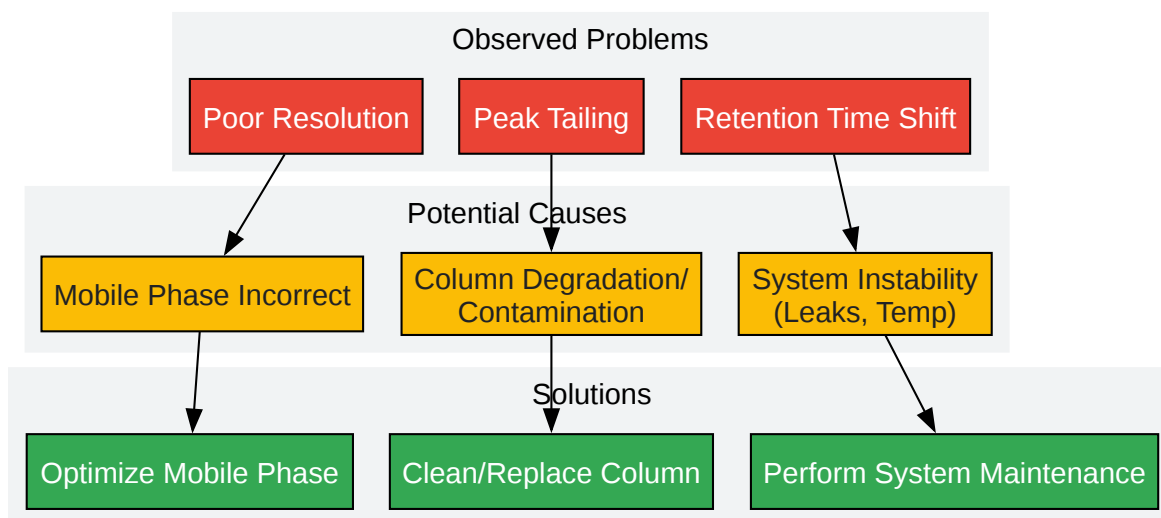 Observed Problems
Poor Resolution
Peak Tailing
Retention Time Shift
Potential Causes
Mobile Phase Incorrect
Column Degradation/
Contamination
System Instability
(Leaks, Temp)
Solutions
Optimize Mobile Phase
Clean/Replace Column
Perform System Maintenance